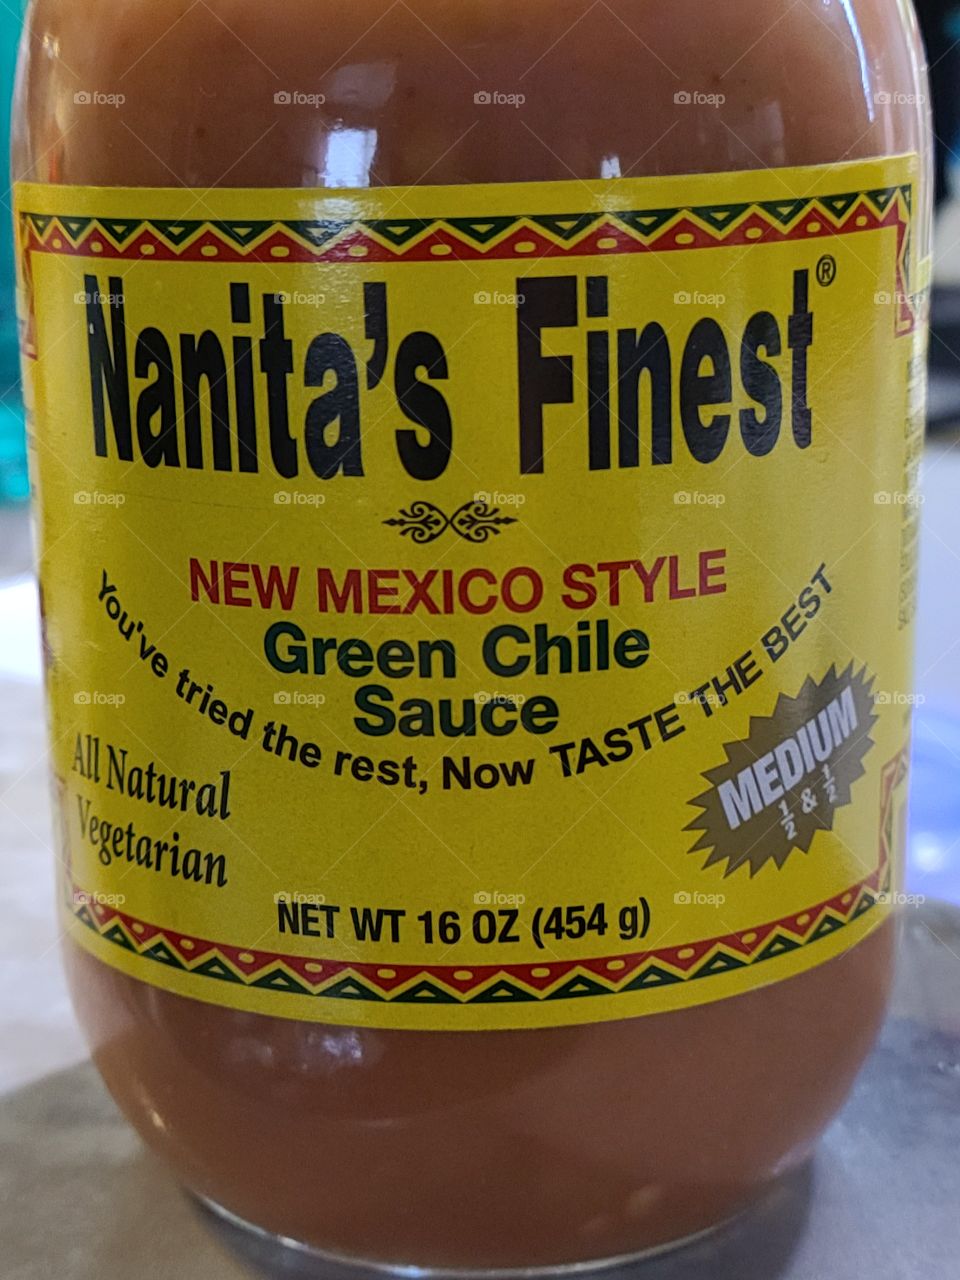 Nanita's Finest®
NEW MEXICO STYLE
Green Chile
Sauce
You've tried the rest, Now TASTE THE BEST
All Natural
Vegetarian
MEDIUM
½ & ½
NET WT 16 OZ (454 g)
foap